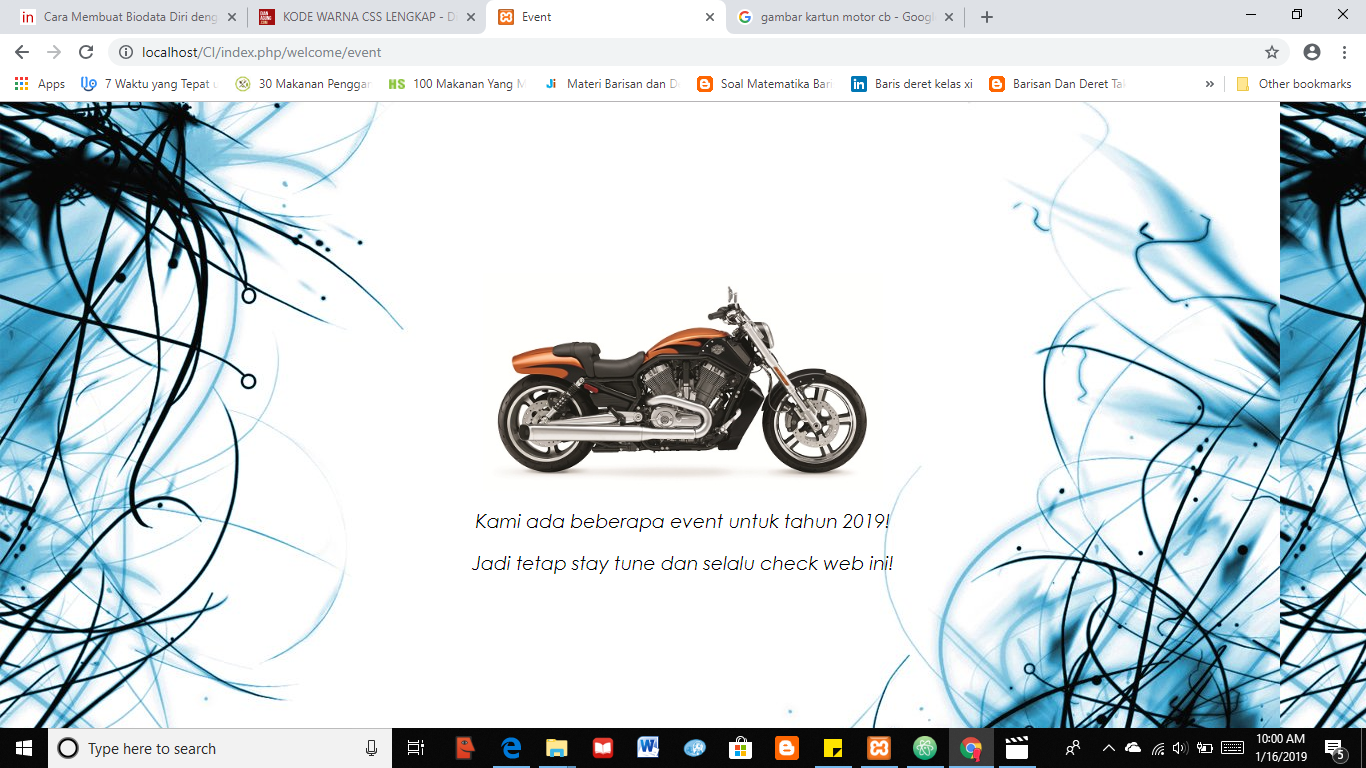 Cara Membuat Biodata Diri deng
KODE WARNA CSS LENGKAP - Di
Event
gambar kartun motor cb - Googl
localhost/CI/index.php/welcome/event
Apps
7 Waktu yang Tepat u
30 Makanan Penggan
100 Makanan Yang M
Materi Barisan dan D
Soal Matematika Bari
Baris deret kelas xi
Barisan Dan Deret Tak
»
Other bookmarks
Kami ada beberapa event untuk tahun 2019!
Jadi tetap stay tune dan selalu check web ini!
Type here to search
10:00 AM
1/16/2019
5